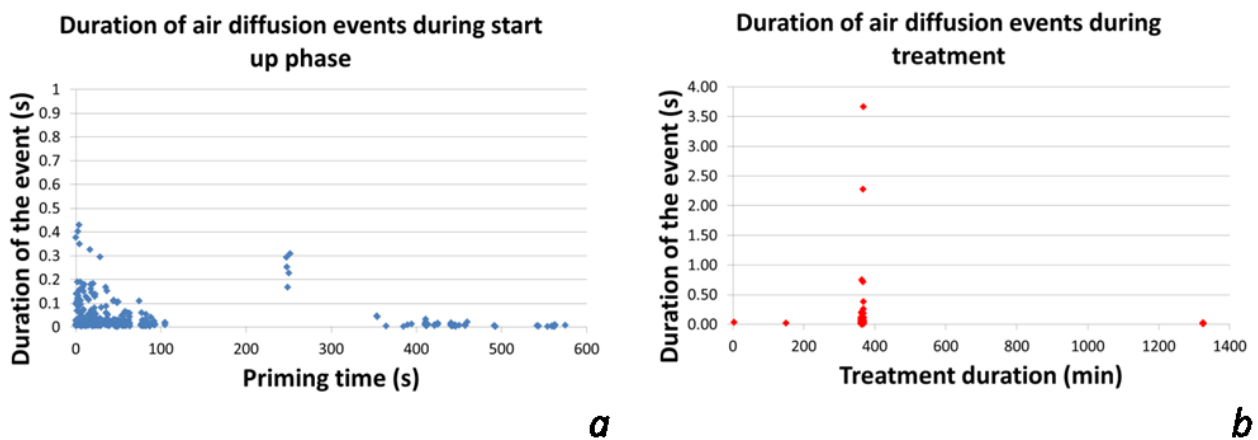 Duration of air diffusion events during start
up phase
Duration of the event (s)
1
0.9
0.8
0.7
0.6
0.5
0.4
0.3
0.2
0.1
0
0 100 200 300 400 500 600
Priming time (s)
a
Duration of air diffusion events during
treatment
Duration of the event (s)
4.00
3.50
3.00
2.50
2.00
1.50
1.00
0.50
0.00
0 200 400 600 800 1000 1200 1400
Treatment duration (min)
b